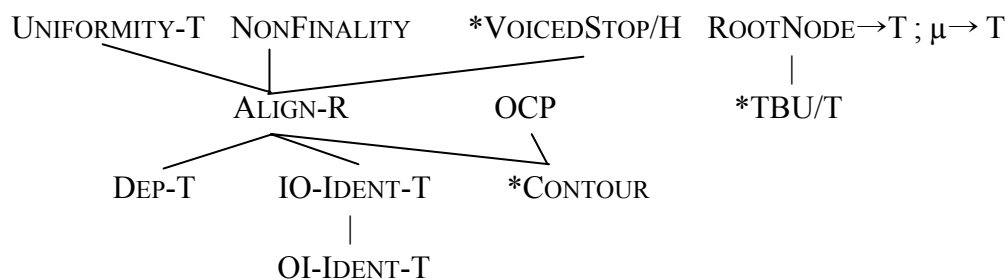 UNIFORMITY-T NONFINALITY *VOICEDSTOP/H ROOTNODE→T ; μ→ T
ALIGN-R OCP *TBU/T
DEP-T IO-IDENT-T *CONTOUR
OI-IDENT-T